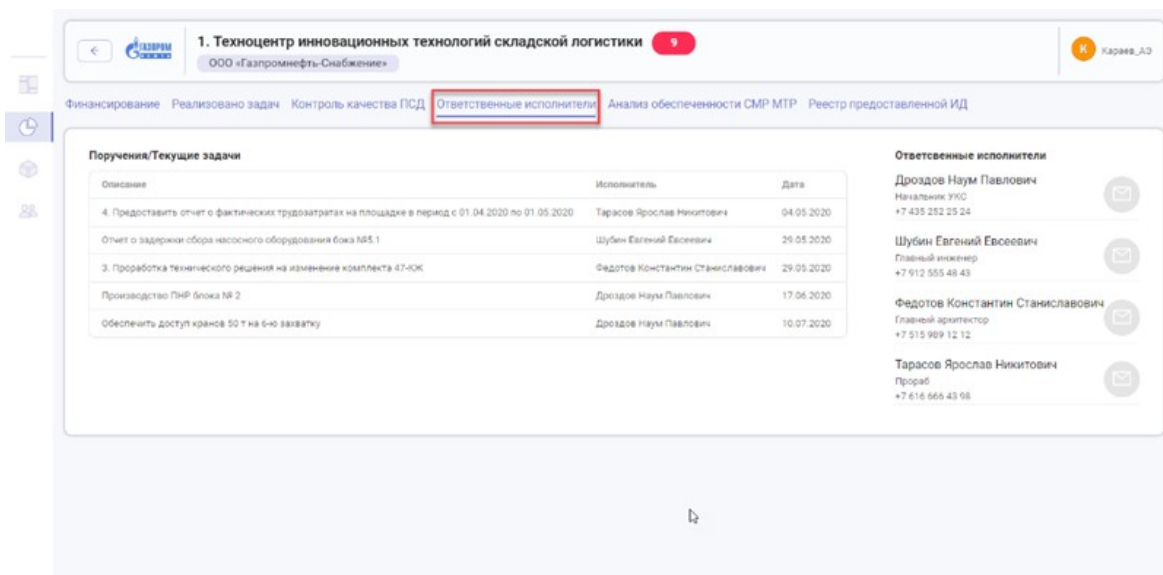 ГАЗПРОМ
НЕФТЬ
1. Техноцентр инновационных технологий складской логистики 9
ООО «Газпромнефть-Снабжение»
К Караев_АЭ
Финансирование Реализовано задач Контроль качества ПСД Ответственные исполнители Анализ обеспеченности СМР МТР Реестр предоставленной ИД
Поручения/Текущие задачи
Описание Исполнитель Дата
4. Предоставить отчет о фактических трудозатратах на площадке в период с 01.04.2020 по 01.05.2020 Тарасов Ярослав Никитович 04.05.2020
Отчет о задержки сбора насосного оборудования бока №5.1 Шубин Евгений Евсеевич 29.05.2020
3. Проработка технического решения на изменение комплекта 47-КЖ Федотов Константин Станиславович 29.05.2020
Производство ПНР блока № 2 Дроздов Наум Павлович 17.06.2020
Обеспечить доступ кранов 50 т на 6-ю захватку Дроздов Наум Павлович 10.07.2020
Ответсвенные исполнители
Дроздов Наум Павлович
Начальник УКС
+7 435 252 25 24
Шубин Евгений Евсеевич
Главный инженер
+7 912 555 48 43
Федотов Константин Станиславович
Главный архитектор
+7 515 989 12 12
Тарасов Ярослав Никитович
Прораб
+7 616 666 43 98